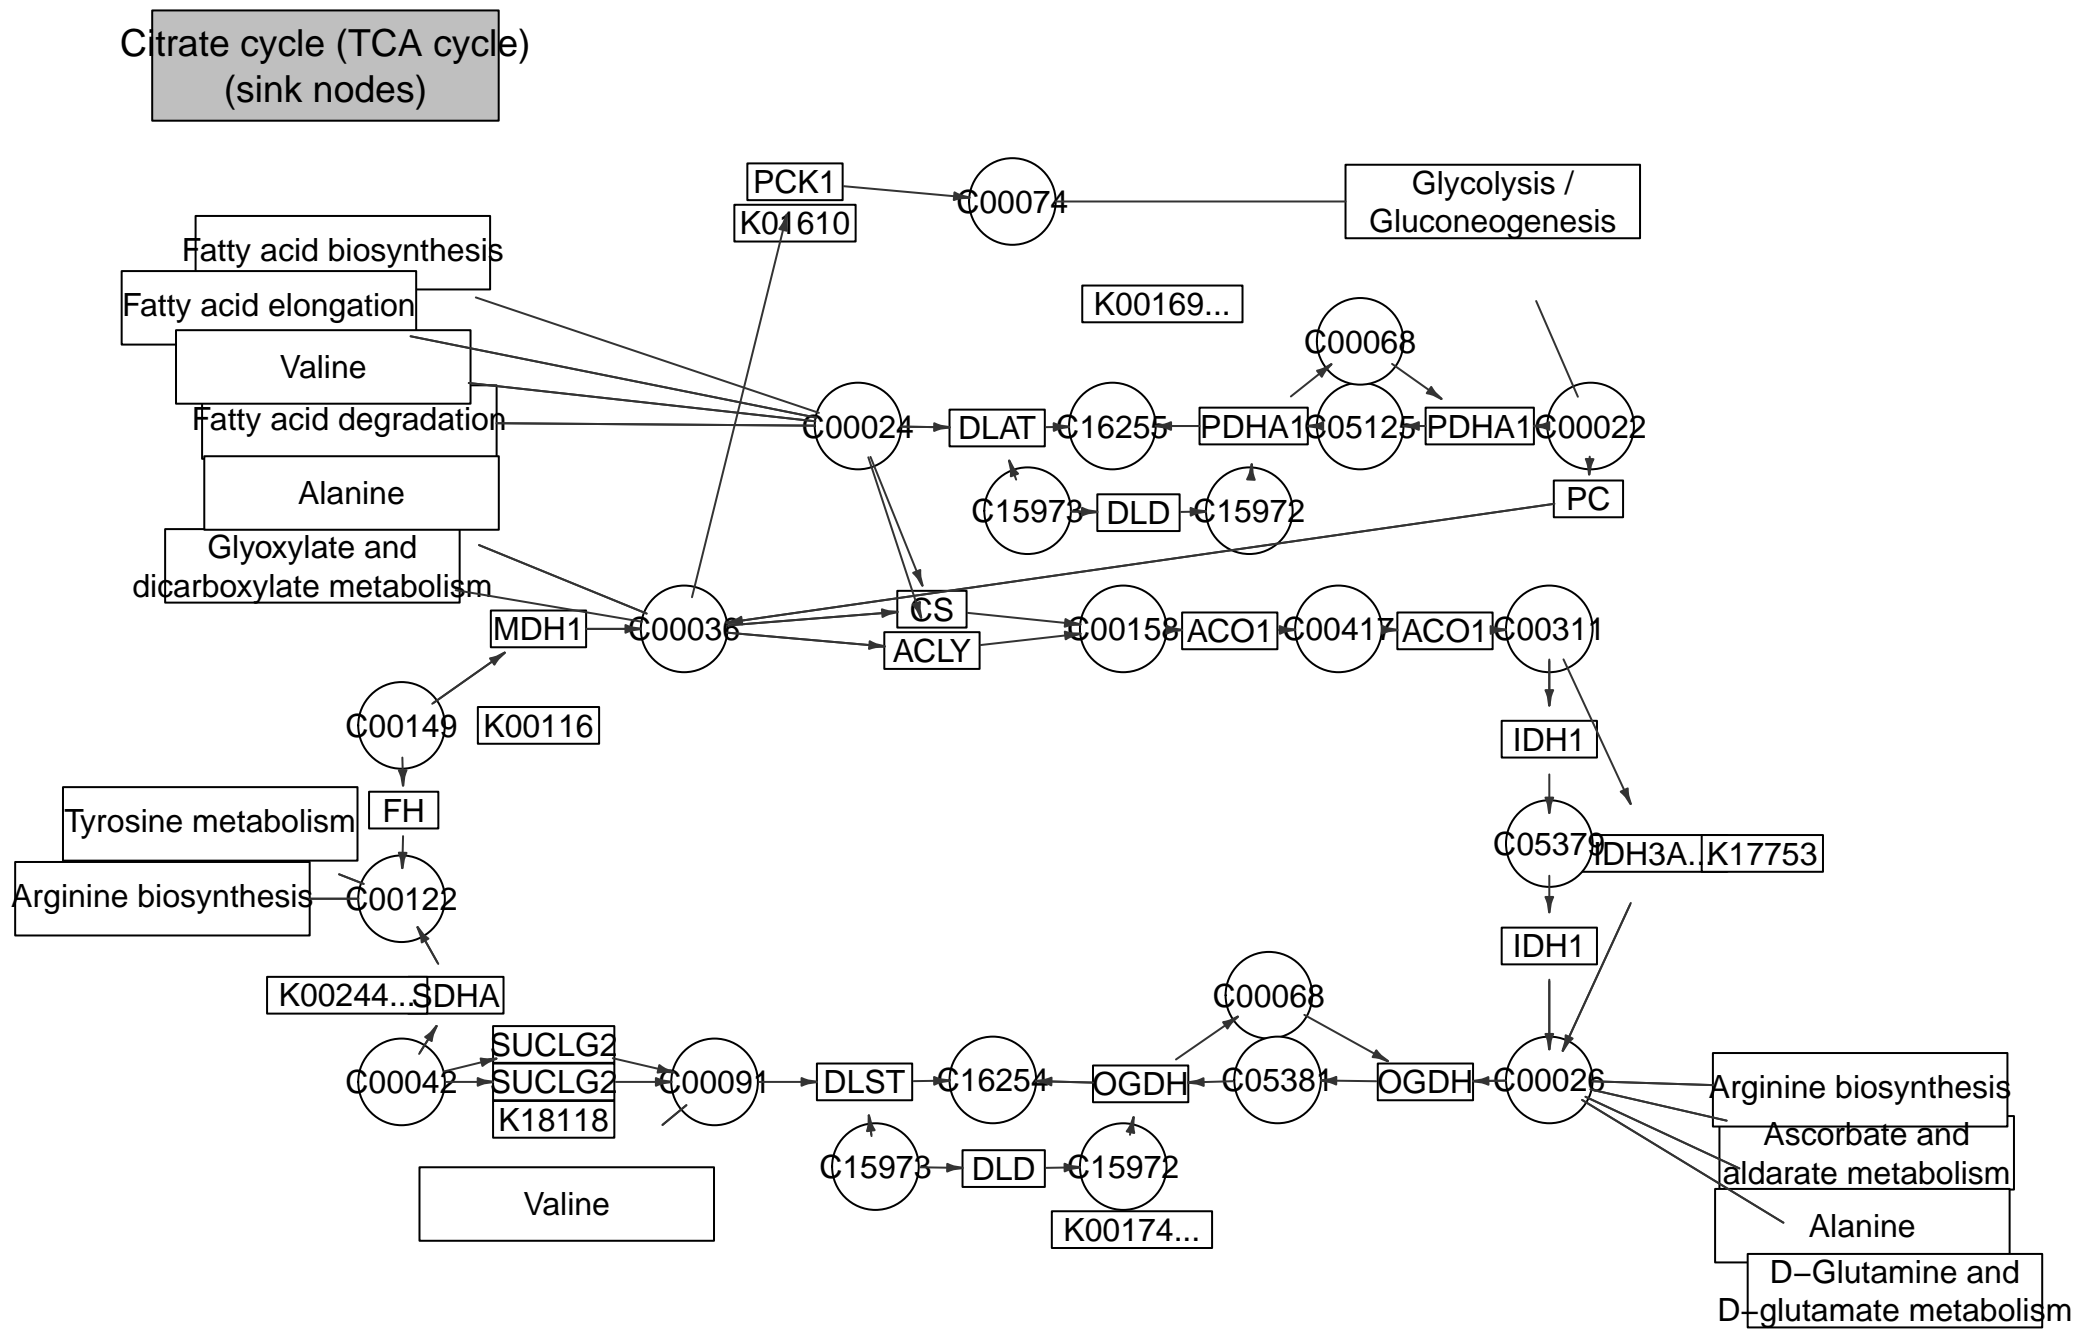 Citrate cycle (TCA cycle)
(sink nodes)
PCK1
C00074
Glycolysis /
Gluconeogenesis
K01610
Fatty acid biosynthesis
Fatty acid elongation
K00169...
C00068
Valine
Fatty acid degradation
C00024
DLAT
C16255
PDHA1
C05125
PDHA1
C00022
Alanine
C15973
DLD
C15972
PC
Glyoxylate and
dicarboxylate metabolism
MDH1
C00036
CS
ACLY
C00158
ACO1
C00417
ACO1
C00311
C00149
K00116
IDH1
Tyrosine metabolism
FH
C05379
IDH3A...
K17753
Arginine biosynthesis
C00122
IDH1
K00244...
SDHA
C00068
SUCLG2
C00042
SUCLG2
C00091
DLST
C16254
OGDH
C05381
OGDH
C00026
Arginine biosynthesis
K18118
Ascorbate and
aldarate metabolism
C15973
DLD
C15972
Valine
K00174...
Alanine
D−Glutamine and
D−glutamate metabolism